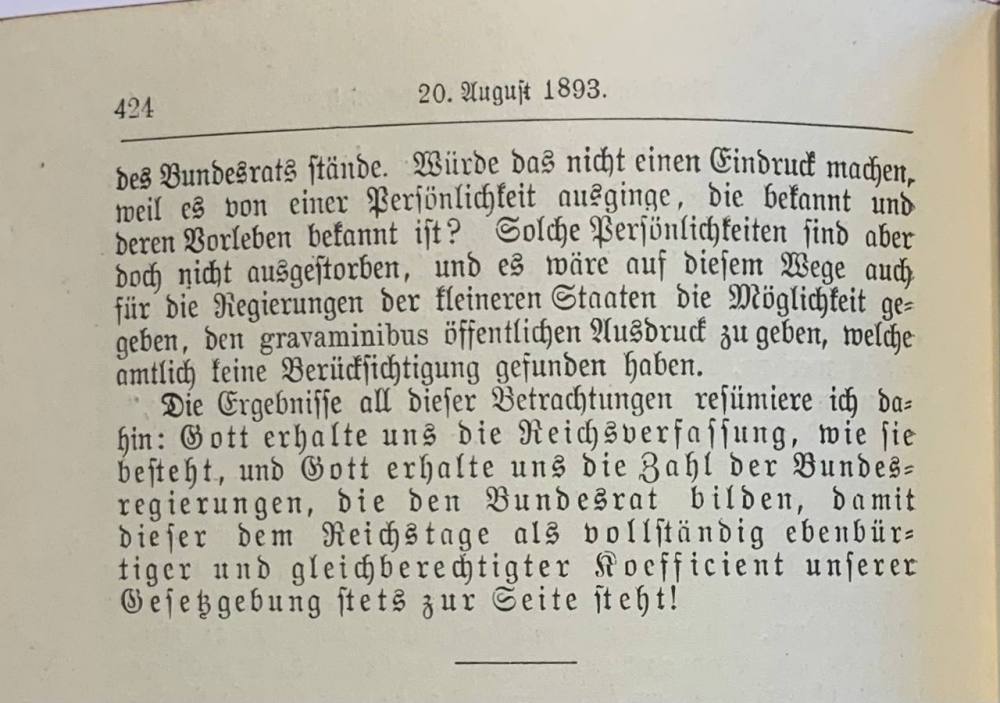 424
20. August 1893.
des Bundesrats stände. Würde das nicht einen Eindruck machen,
weil es von einer Persönlichkeit ausginge, die bekannt und
deren Vorleben bekannt ist? Solche Persönlichkeiten sind aber
doch nicht ausgestorben, und es wäre auf diesem Wege auch
für die Regierungen der kleineren Staaten die Möglichkeit ge-
geben, den gravaminibus öffentlichen Ausdruck zu geben, welche
amtlich keine Berücksichtigung gefunden haben.
Die Ergebnisse all dieser Betrachtungen resümiere ich da-
hin: Gott erhalte uns die Reichsverfassung, wie sie
besteht, und Gott erhalte uns die Zahl der Bundes-
regierungen, die den Bundesrat bilden, damit
dieser dem Reichstage als vollständig ebenbür-
tiger und gleichberechtigter Koefficient unserer
Gesetzgebung stets zur Seite steht!